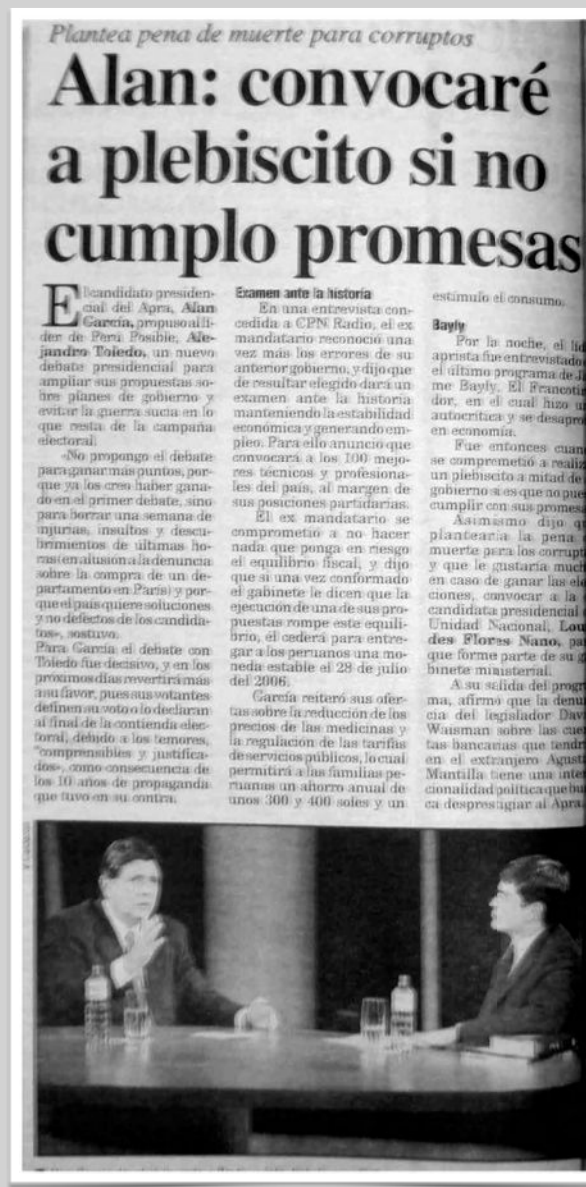 Plantea pena de muerte para corruptos
Alan: convocaré
a plebiscito si no
cumplo promesas
El candidato presiden-
cial del Apra, Alan
García, propuso al lí-
der de Perú Posible, Ale-
jandro Toledo, un nuevo
debate presidencial para
ampliar sus propuestas so-
bre planes de gobierno y
evitar la guerra sucia en lo
que resta de la campaña
electoral.
«No propongo el debate
para ganar más puntos, por-
que ya los creo haber gana-
do en el primer debate, sino
para borrar una semana de
injurias, insultos y descu-
brimientos de últimas ho-
ras (en alusión a la denuncia
sobre la compra de un de-
partamento en París) y por-
que el país quiere soluciones
y no defectos de los candida-
tos», sostuvo.
Para García el debate con
Toledo fue decisivo, y en los
próximos días revertirá más
a su favor, pues sus votantes
definen su voto o lo declaran
al final de la contienda elec-
toral, debido a los temores,
"comprensibles y justifica-
dos», como consecuencia de
los 10 años de propaganda
que tuvo en su contra.
Examen ante la historia
En una entrevista con-
cedida a CPN Radio, el ex
mandatario reconoció una
vez más los errores de su
anterior gobierno, y dijo que
de resultar elegido dará un
examen ante la historia
manteniendo la estabilidad
económica y generando em-
pleo. Para ello anunció que
convocará a los 100 mejo-
res técnicos y profesiona-
les del país, al margen de
sus posiciones partidarias.
El ex mandatario se
comprometió a no hacer
nada que ponga en riesgo
el equilibrio fiscal, y dijo
que si una vez conformado
el gabinete le dicen que la
ejecución de una de sus pro-
puestas rompe este equili-
brio, él cederá para entre-
gar a los peruanos una mo-
neda estable el 28 de julio
del 2006.
García reiteró sus ofer-
tas sobre la reducción de los
precios de las medicinas y
la regulación de las tarifas
de servicios públicos, lo cual
permitirá a las familias pe-
ruanas un ahorro anual de
unos 300 y 400 soles y un
estímulo el consumo.
Bayly
Por la noche, el líd
aprista fue entrevistado
el último programa de J
me Bayly, El Francoti
dor, en el cual hizo u
autocrítica y se desapro
en economía.
Fue entonces cuan
se comprometió a realiz
un plebiscito a mitad de
gobierno si es que no pue
cumplir con sus promesa
Asimismo dijo q
plantearía la pena
muerte para los corrupt
y que le gustaría much
en caso de ganar las ele
ciones, convocar a la
candidata presidencial
Unidad Nacional, Lou
des Flores Nano, pa
que forme parte de su g
binete ministerial.
A su salida del progr
ma, afirmó que la denu
cia del legislador Dav
Waisman sobre las cue
tas bancarias que tendr
en el extranjero Agust
Mantilla tiene una inte
cionalidad política que bu
ca desprestigiar al Apra